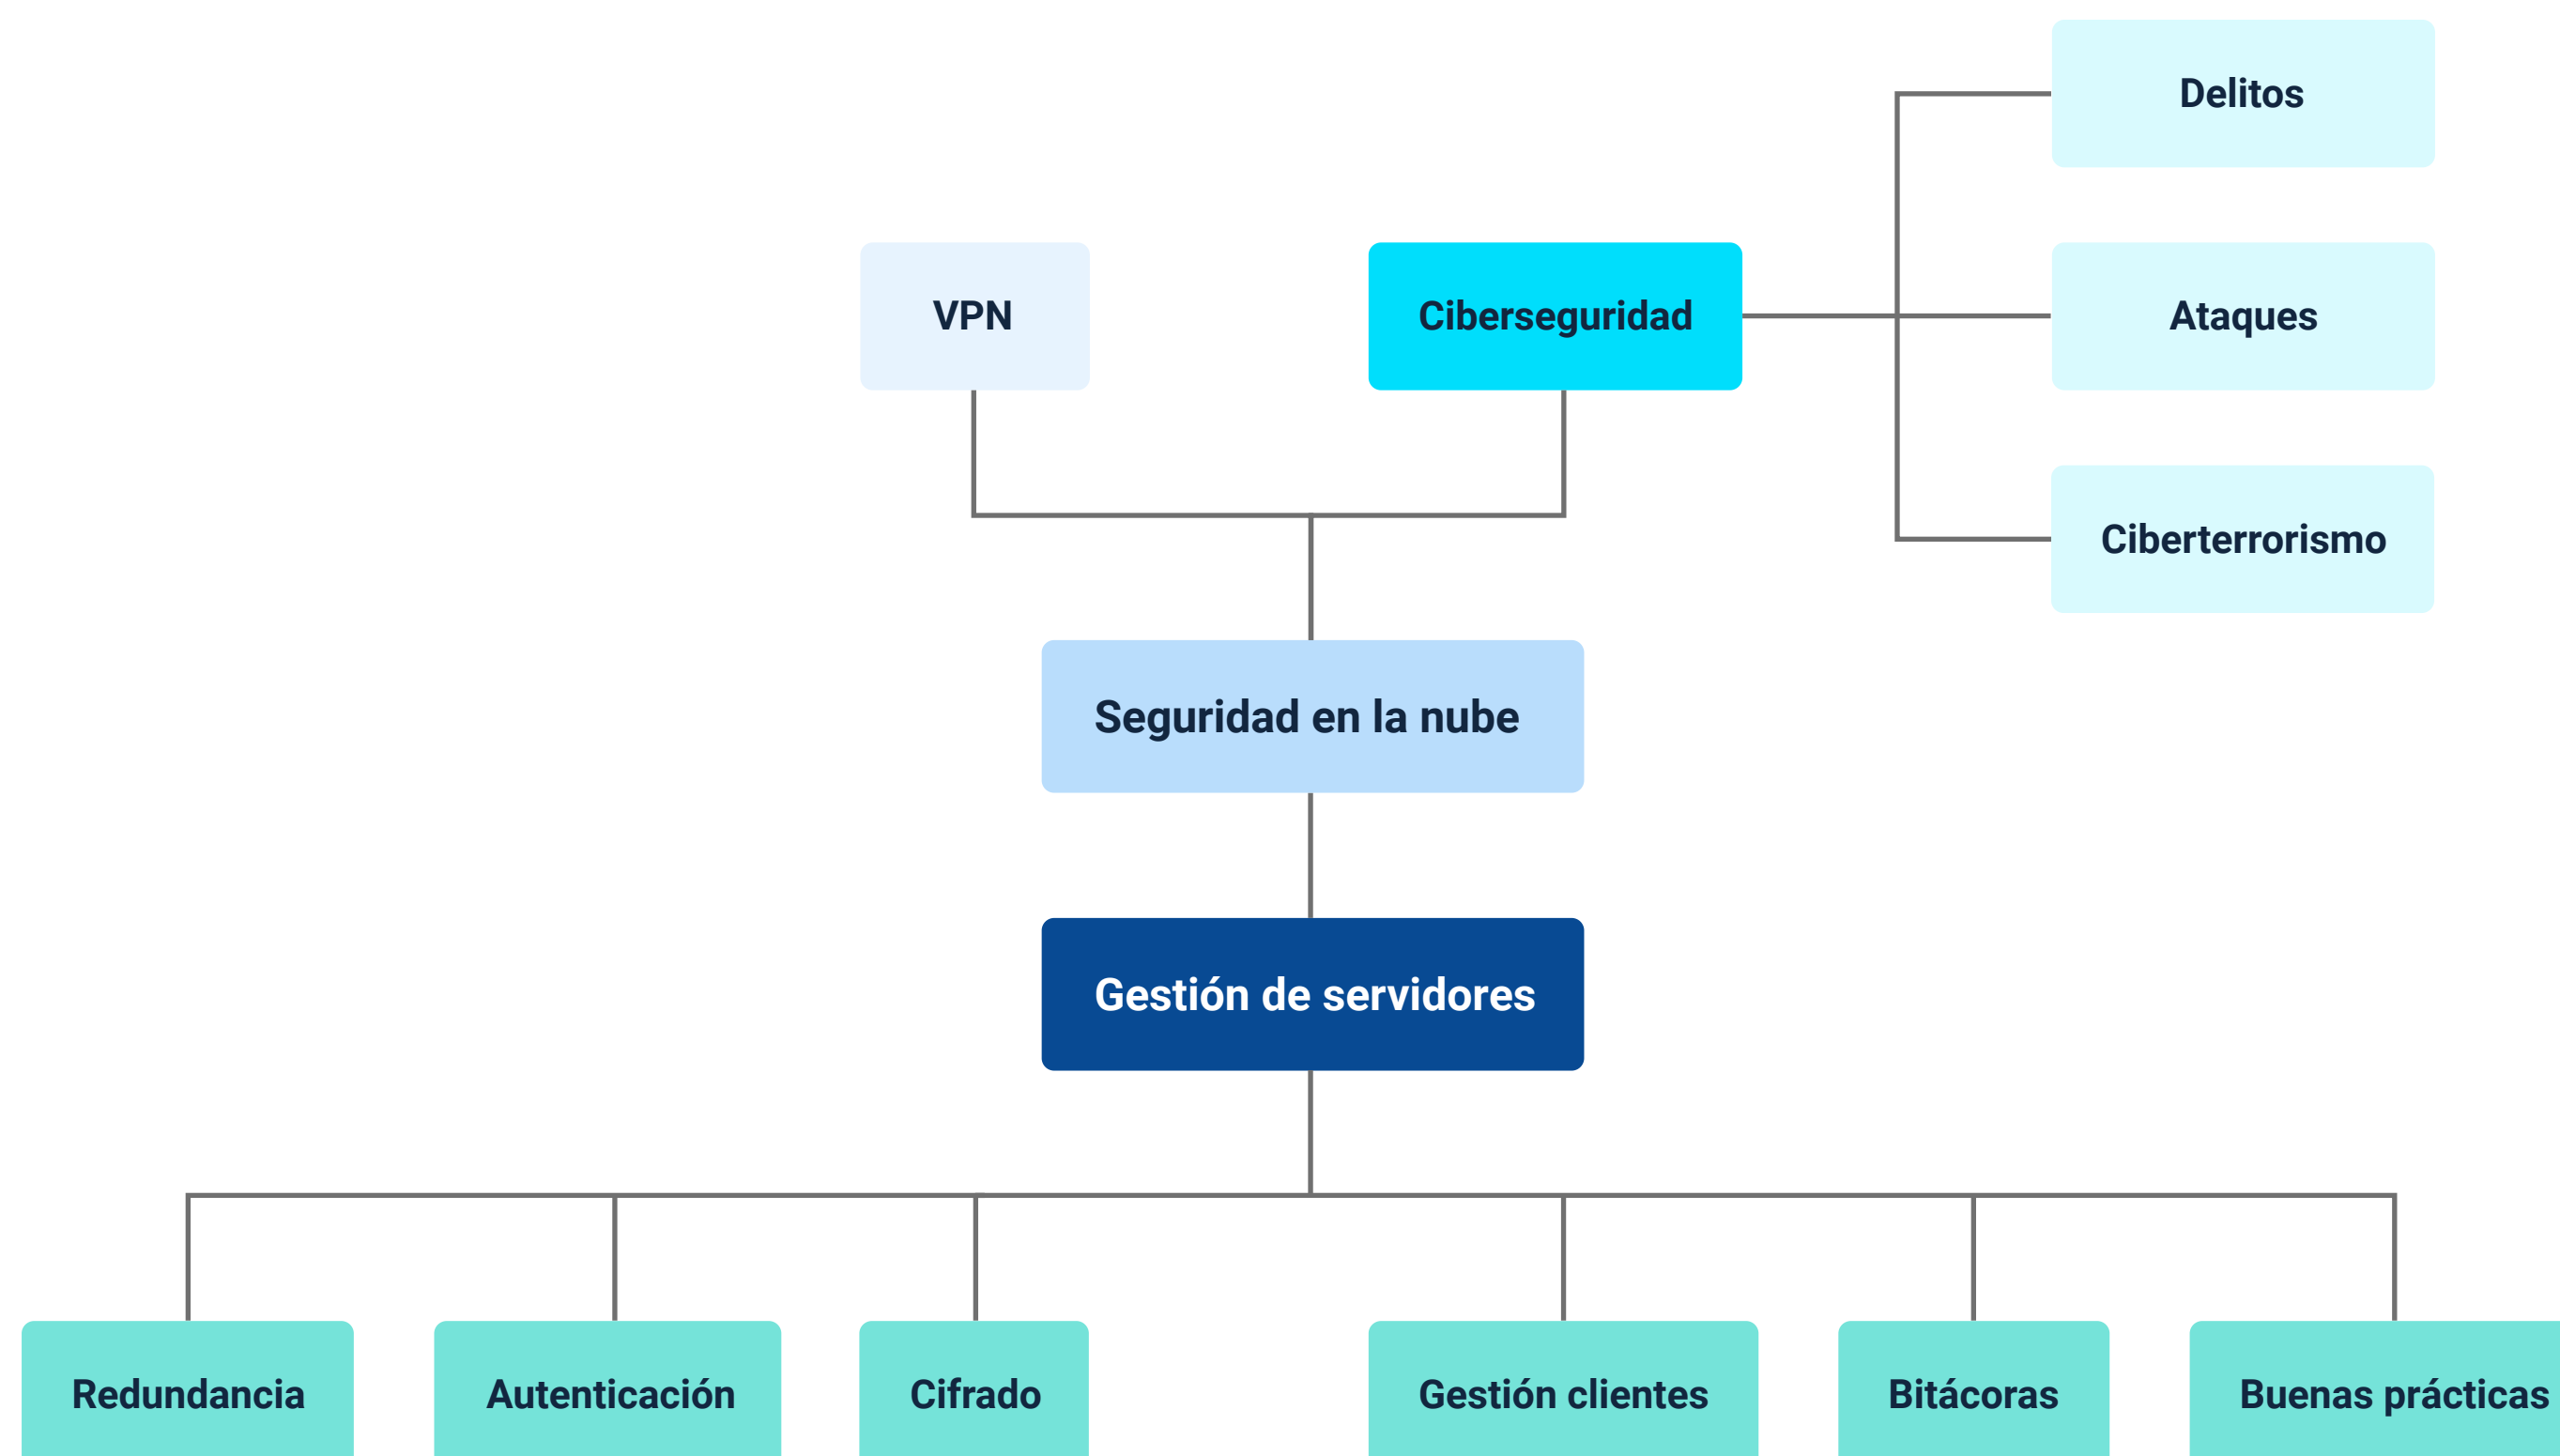 Delitos
VPN
Ciberseguridad
Ataques
Ciberterrorismo
Seguridad en la nube
Gestión de servidores
Redundancia
Autenticación
Cifrado
Gestión clientes
Bitácoras
Buenas prácticas